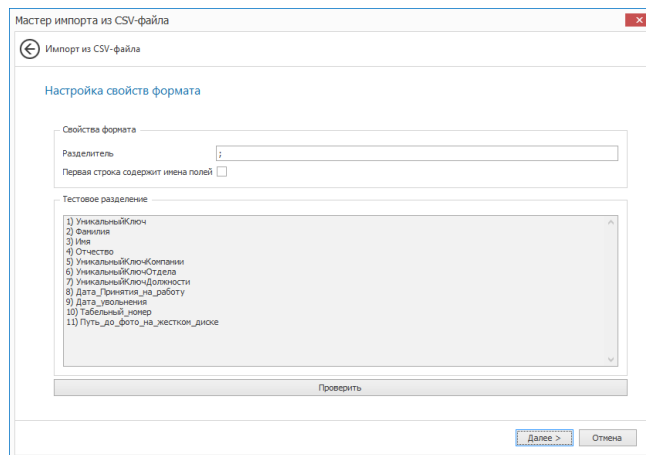 Мастер импорта из CSV-файла
Импорт из CSV-файла
Настройка свойств формата
Свойства формата
Разделитель ;
Первая строка содержит имена полей
Тестовое разделение
1) УникальныйКлюч
2) Фамилия
3) Имя
4) Отчество
5) УникальныйКлючКомпании
6) УникальныйКлючОтдела
7) УникальныйКлючДолжности
8) Дата_Принятия_на_работу
9) Дата_увольнения
10) Табельный_номер
11) Путь_до_фото_на_жестком_диске
Проверить
Далее > Отмена